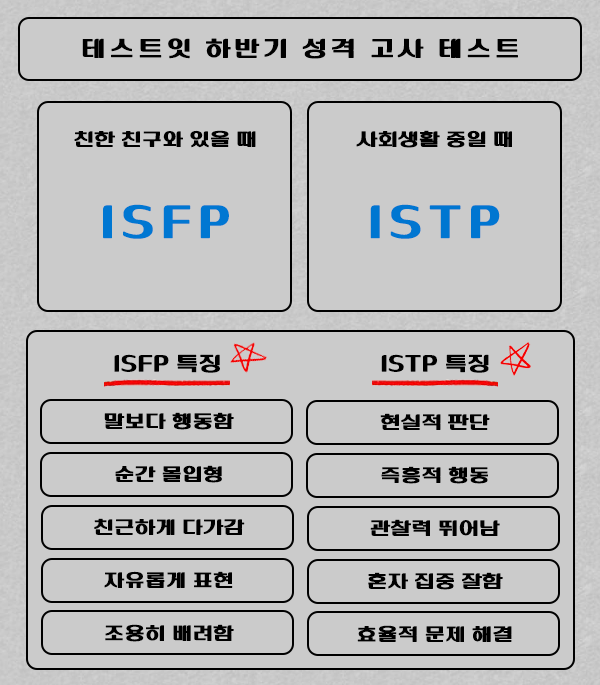 테스트잇 하반기 성격 고사 테스트
친한 친구와 있을 때
ISFP
사회생활 중일 때
ISTP
ISFP 특징
말보다 행동함
순간 몰입형
친근하게 다가감
자유롭게 표현
조용히 배려함
ISTP 특징
현실적 판단
즉흥적 행동
관찰력 뛰어남
혼자 집중 잘함
효율적 문제 해결